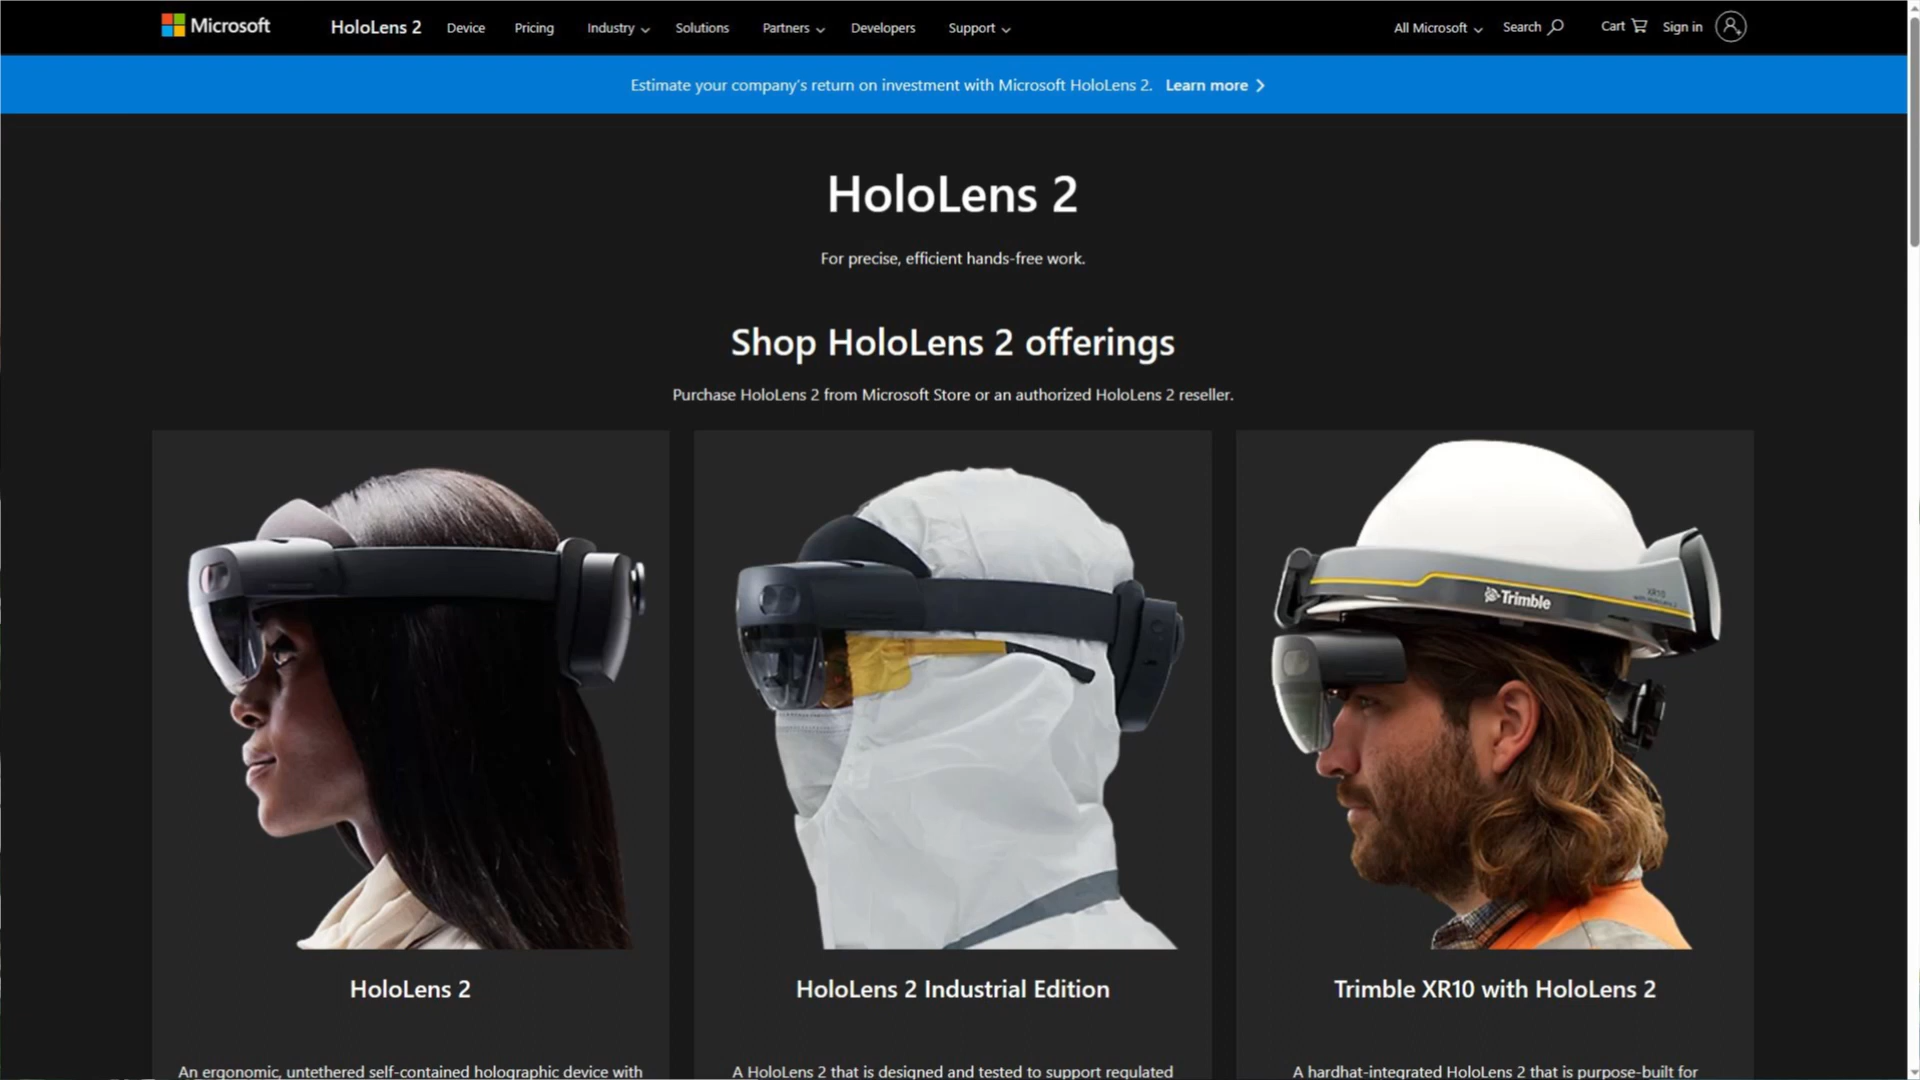 Microsoft HoloLens 2 Device Pricing Industry Solutions Partners Developers Support All Microsoft Search Cart Sign in
Estimate your company's return on investment with Microsoft HoloLens 2. Learn more
HoloLens 2
For precise, efficient hands-free work.
Shop HoloLens 2 offerings
Purchase HoloLens 2 from Microsoft Store or an authorized HoloLens 2 reseller.
Trimble
XR10
HoloLens 2
HoloLens 2 Industrial Edition
Trimble XR10 with HoloLens 2
An ergonomic, untethered self-contained holographic device with
A HoloLens 2 that is designed and tested to support regulated
A hardhat-integrated HoloLens 2 that is purpose-built for